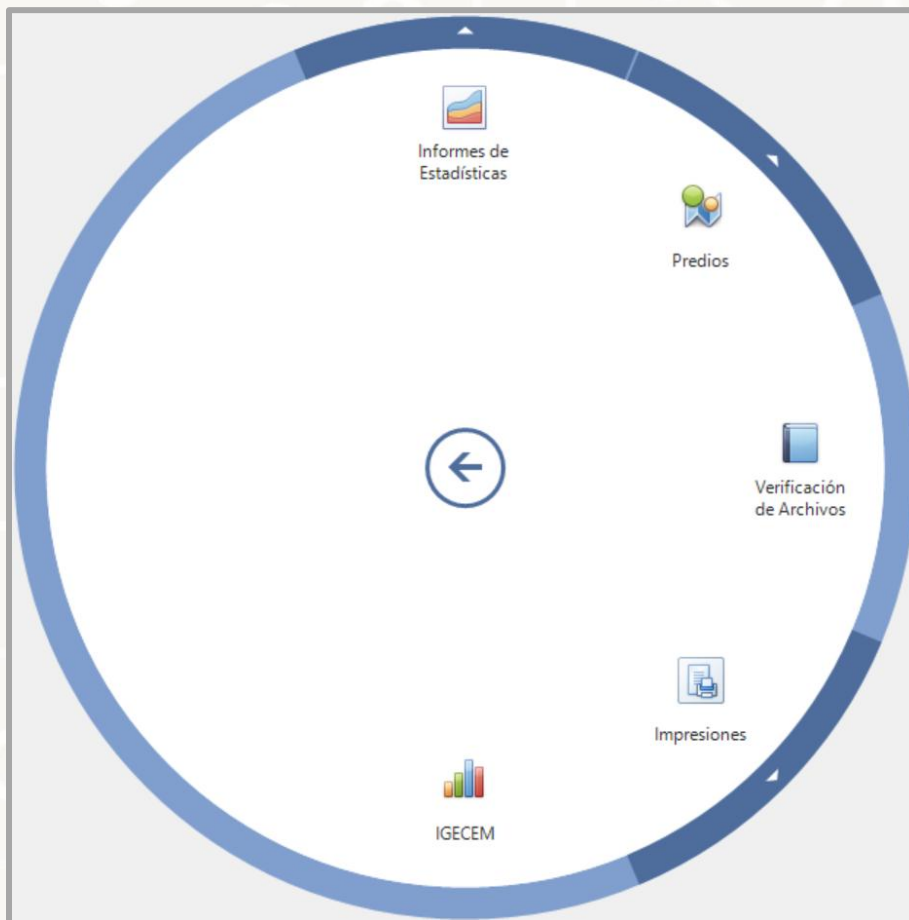 Informes de
Estadísticas
Predios
Verificación
de Archivos
Impresiones
IGECEM